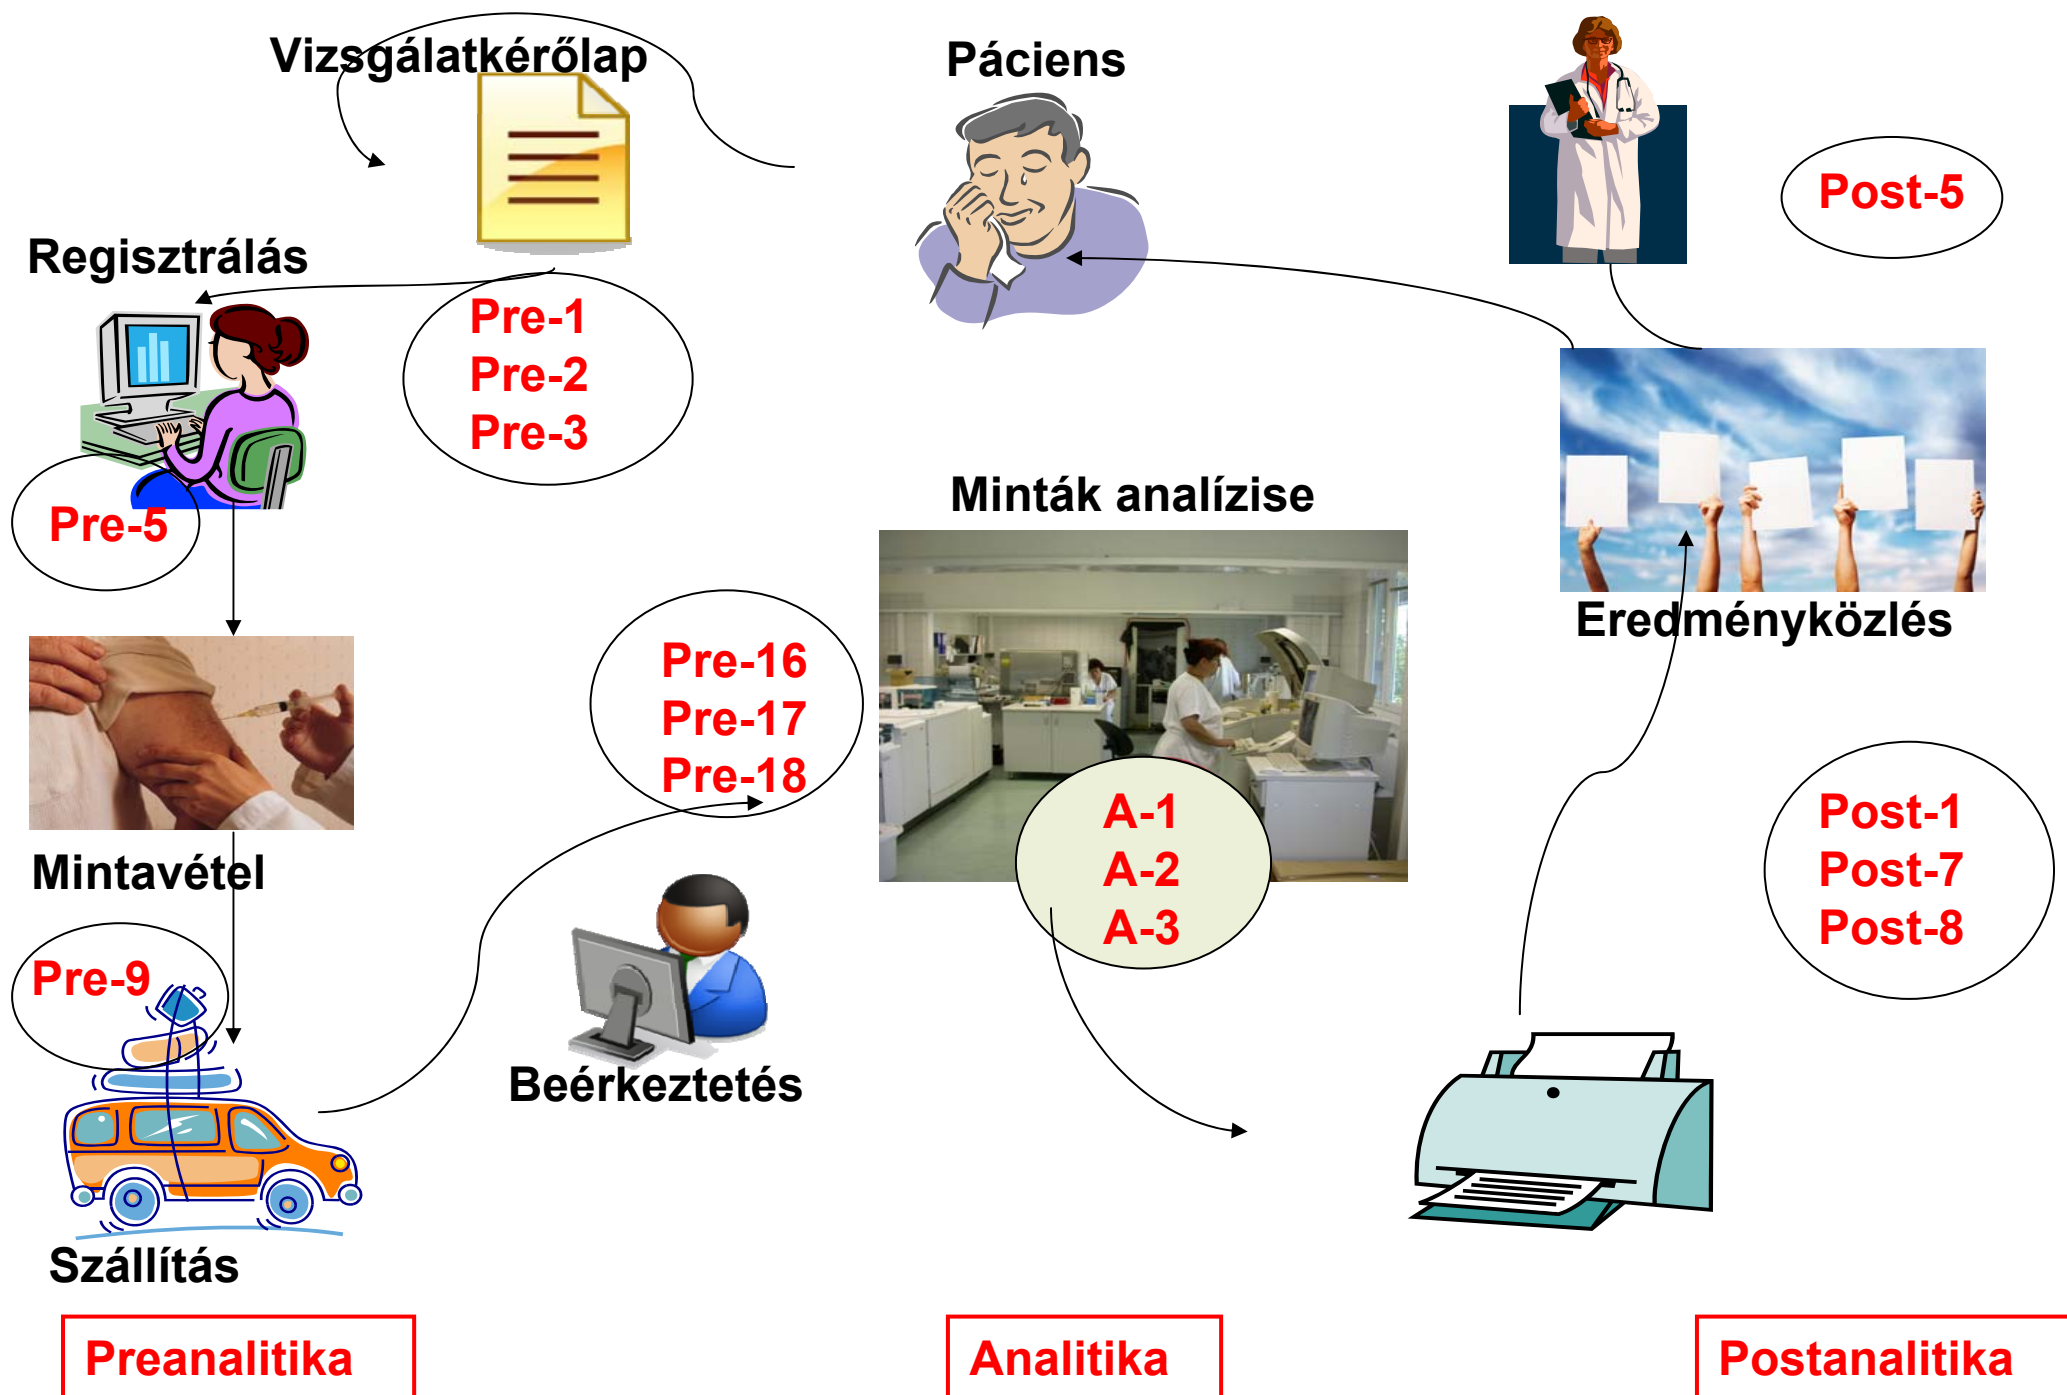 Vizsgálatkérőlap
Páciens
Post-5
Regisztrálás
Pre-1
Pre-2
Pre-3
Pre-5
Minták analízise
Eredményközlés
Pre-16
Pre-17
Pre-18
A-1
A-2
A-3
Post-1
Post-7
Post-8
Mintavétel
Pre-9
Beérkeztetés
Szállítás
Preanalitika
Analitika
Postanalitika